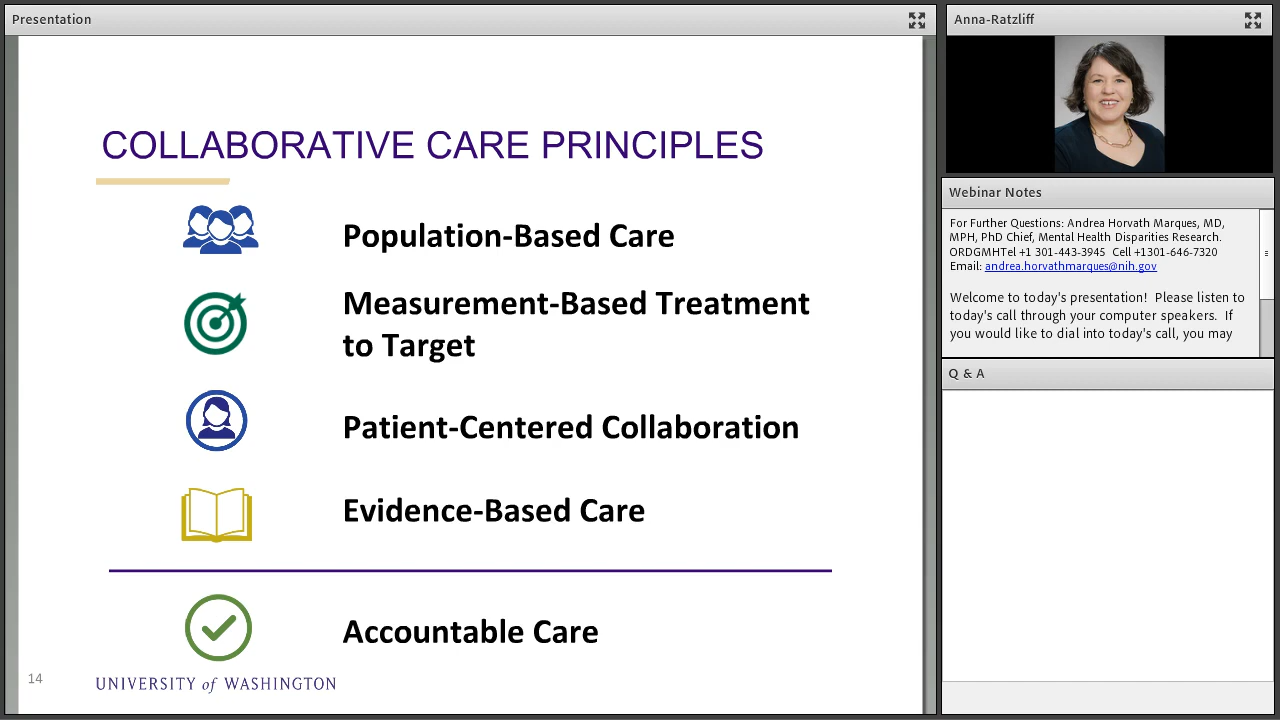 Presentation
COLLABORATIVE CARE PRINCIPLES
Population-Based Care
Measurement-Based Treatment
to Target
Patient-Centered Collaboration
Evidence-Based Care
Accountable Care
14
UNIVERSITY of WASHINGTON
Anna-Ratzliff
Webinar Notes
For Further Questions: Andrea Horvath Marques, MD,
MPH, PhD Chief, Mental Health Disparities Research.
ORDGMHTel +1 301-443-3945 Cell +1301-646-7320
Email: andrea.horvathmarques@nih.gov
Welcome to today's presentation! Please listen to
today's call through your computer speakers. If
you would like to dial into today's call, you may
Q & A